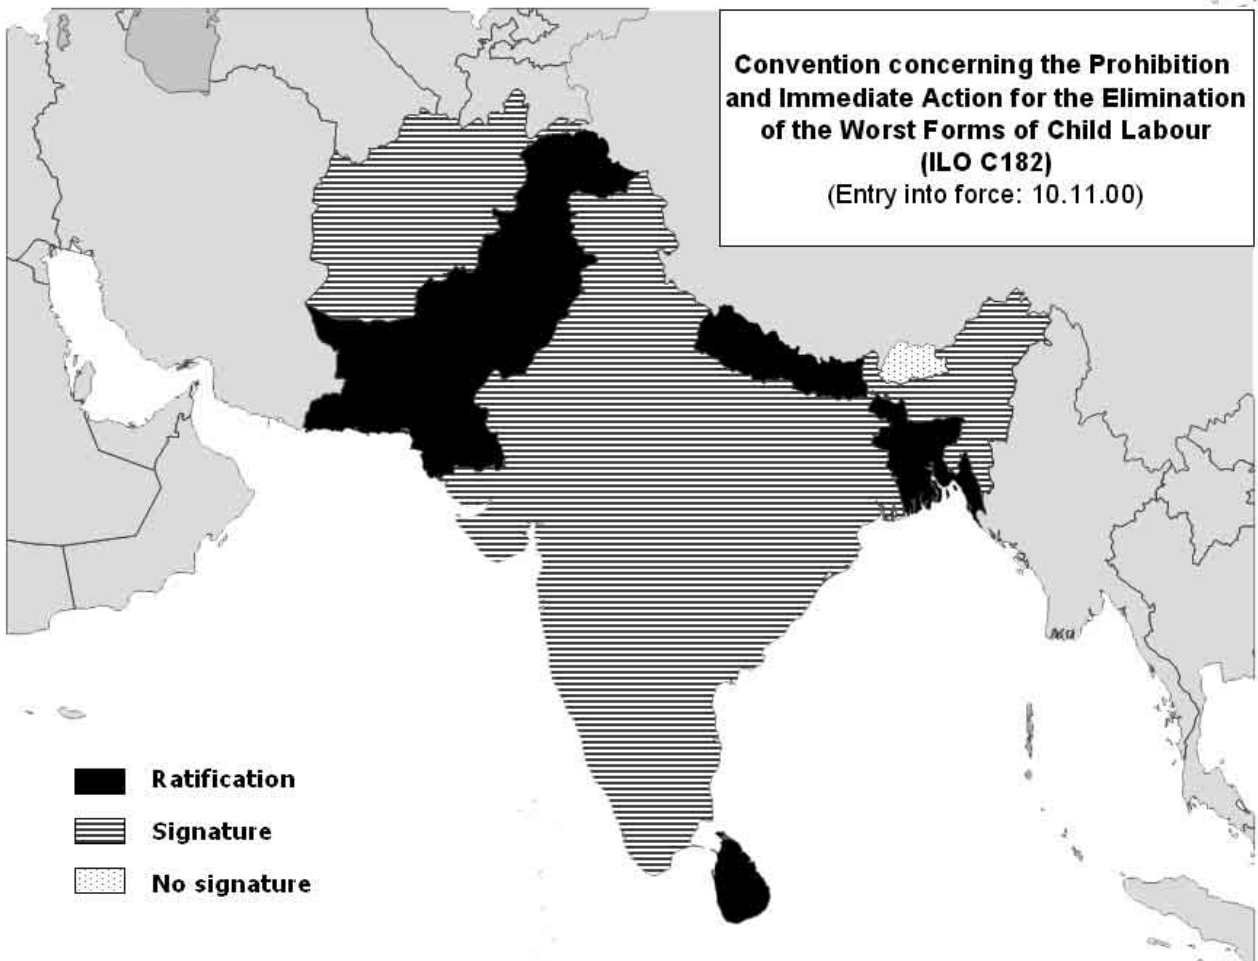 Convention concerning the Prohibition
and Immediate Action for the Elimination
of the Worst Forms of Child Labour
(ILO C182)
(Entry into force: 10.11.00)
Ratification
Signature
No signature